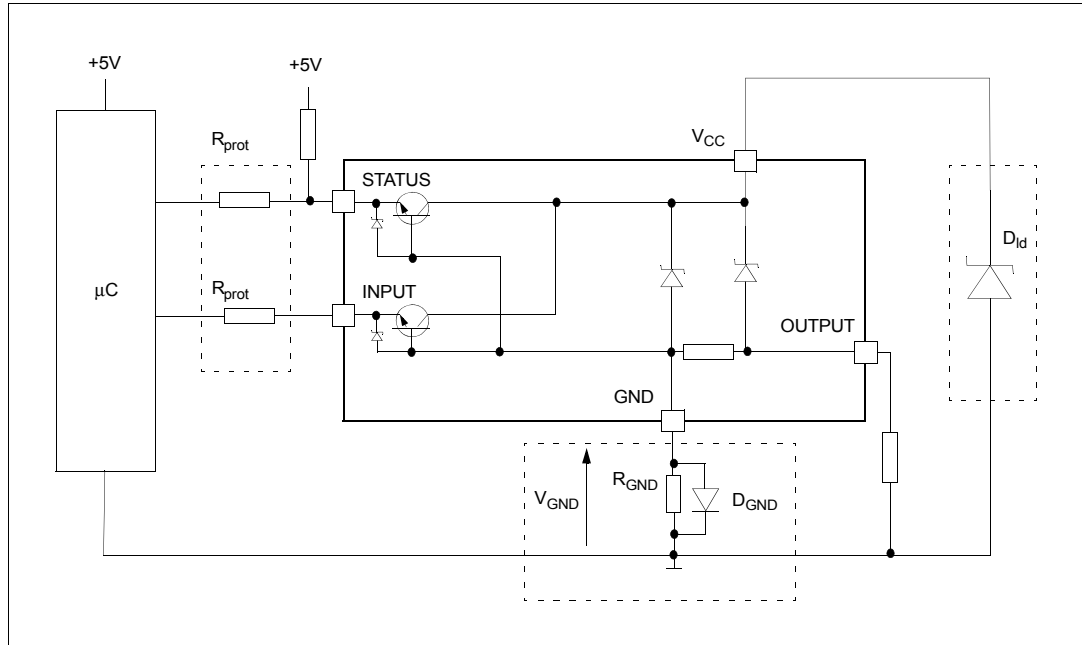 +5V
+5V
R_prot
V_CC
STATUS
D_ld
μC
R_prot
INPUT
OUTPUT
GND
R_GND
V_GND
D_GND